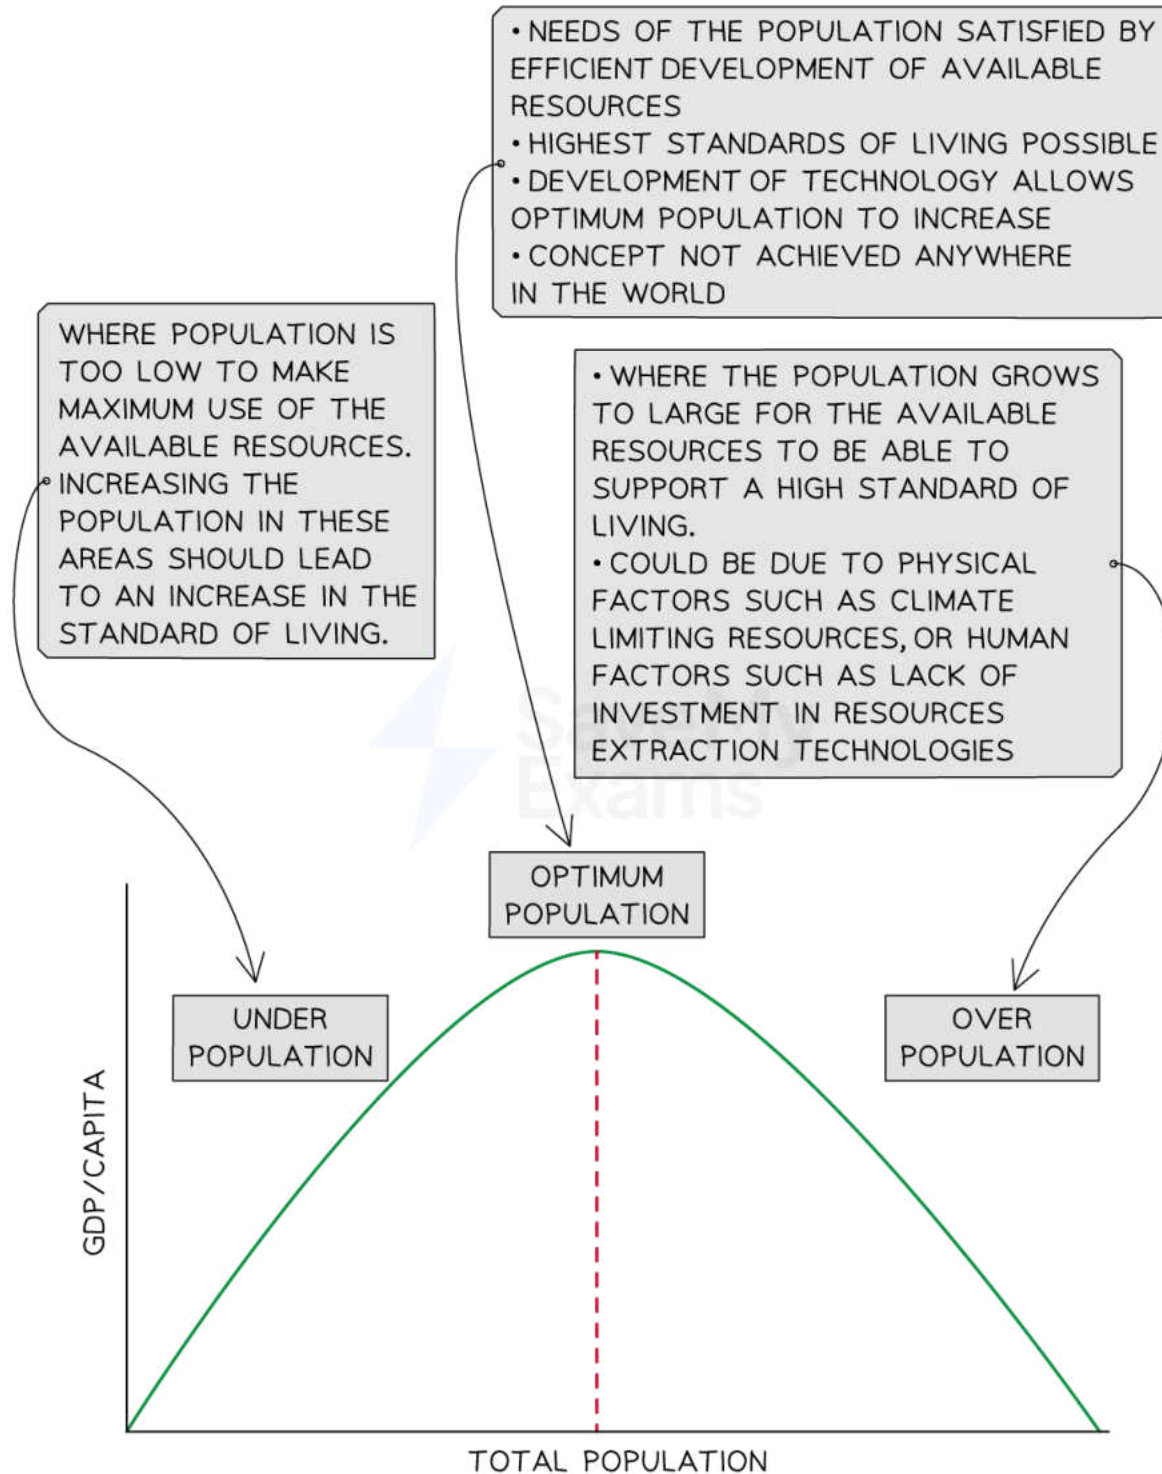 • NEEDS OF THE POPULATION SATISFIED BY
EFFICIENT DEVELOPMENT OF AVAILABLE
RESOURCES
• HIGHEST STANDARDS OF LIVING POSSIBLE
• DEVELOPMENT OF TECHNOLOGY ALLOWS
OPTIMUM POPULATION TO INCREASE
• CONCEPT NOT ACHIEVED ANYWHERE
IN THE WORLD
WHERE POPULATION IS
TOO LOW TO MAKE
MAXIMUM USE OF THE
AVAILABLE RESOURCES.
INCREASING THE
POPULATION IN THESE
AREAS SHOULD LEAD
TO AN INCREASE IN THE
STANDARD OF LIVING.
• WHERE THE POPULATION GROWS
TO LARGE FOR THE AVAILABLE
RESOURCES TO BE ABLE TO
SUPPORT A HIGH STANDARD OF
LIVING.
• COULD BE DUE TO PHYSICAL
FACTORS SUCH AS CLIMATE
LIMITING RESOURCES, OR HUMAN
FACTORS SUCH AS LACK OF
INVESTMENT IN RESOURCES
EXTRACTION TECHNOLOGIES
Save My
Exams
OPTIMUM
POPULATION
UNDER
POPULATION
OVER
POPULATION
GDP/CAPITA
TOTAL POPULATION